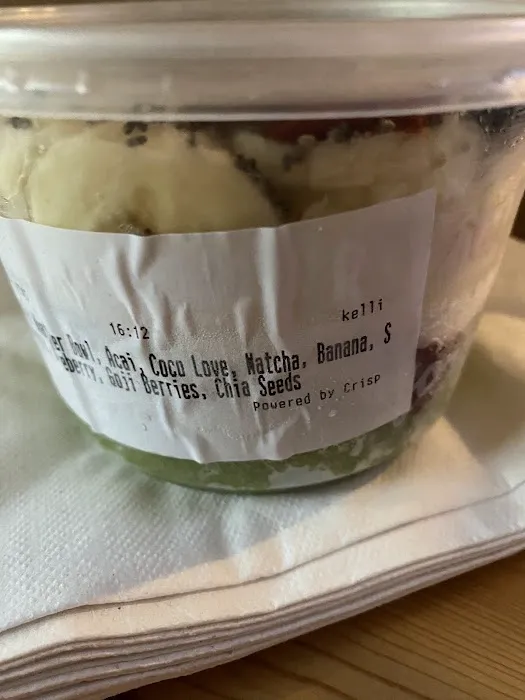 16:12
kelli
Bowl, Acai, Coco Love, Matcha, Banana, S
Goji Berries, Chia Seeds
Powered by Crisp